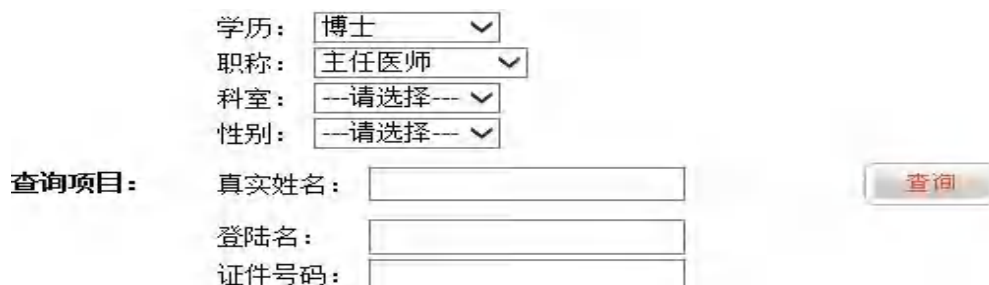 学历： 博士
职称： 主任医师
科室： ---请选择---
性别： ---请选择---
查询项目： 真实姓名： 查询
登陆名：
证件号码：